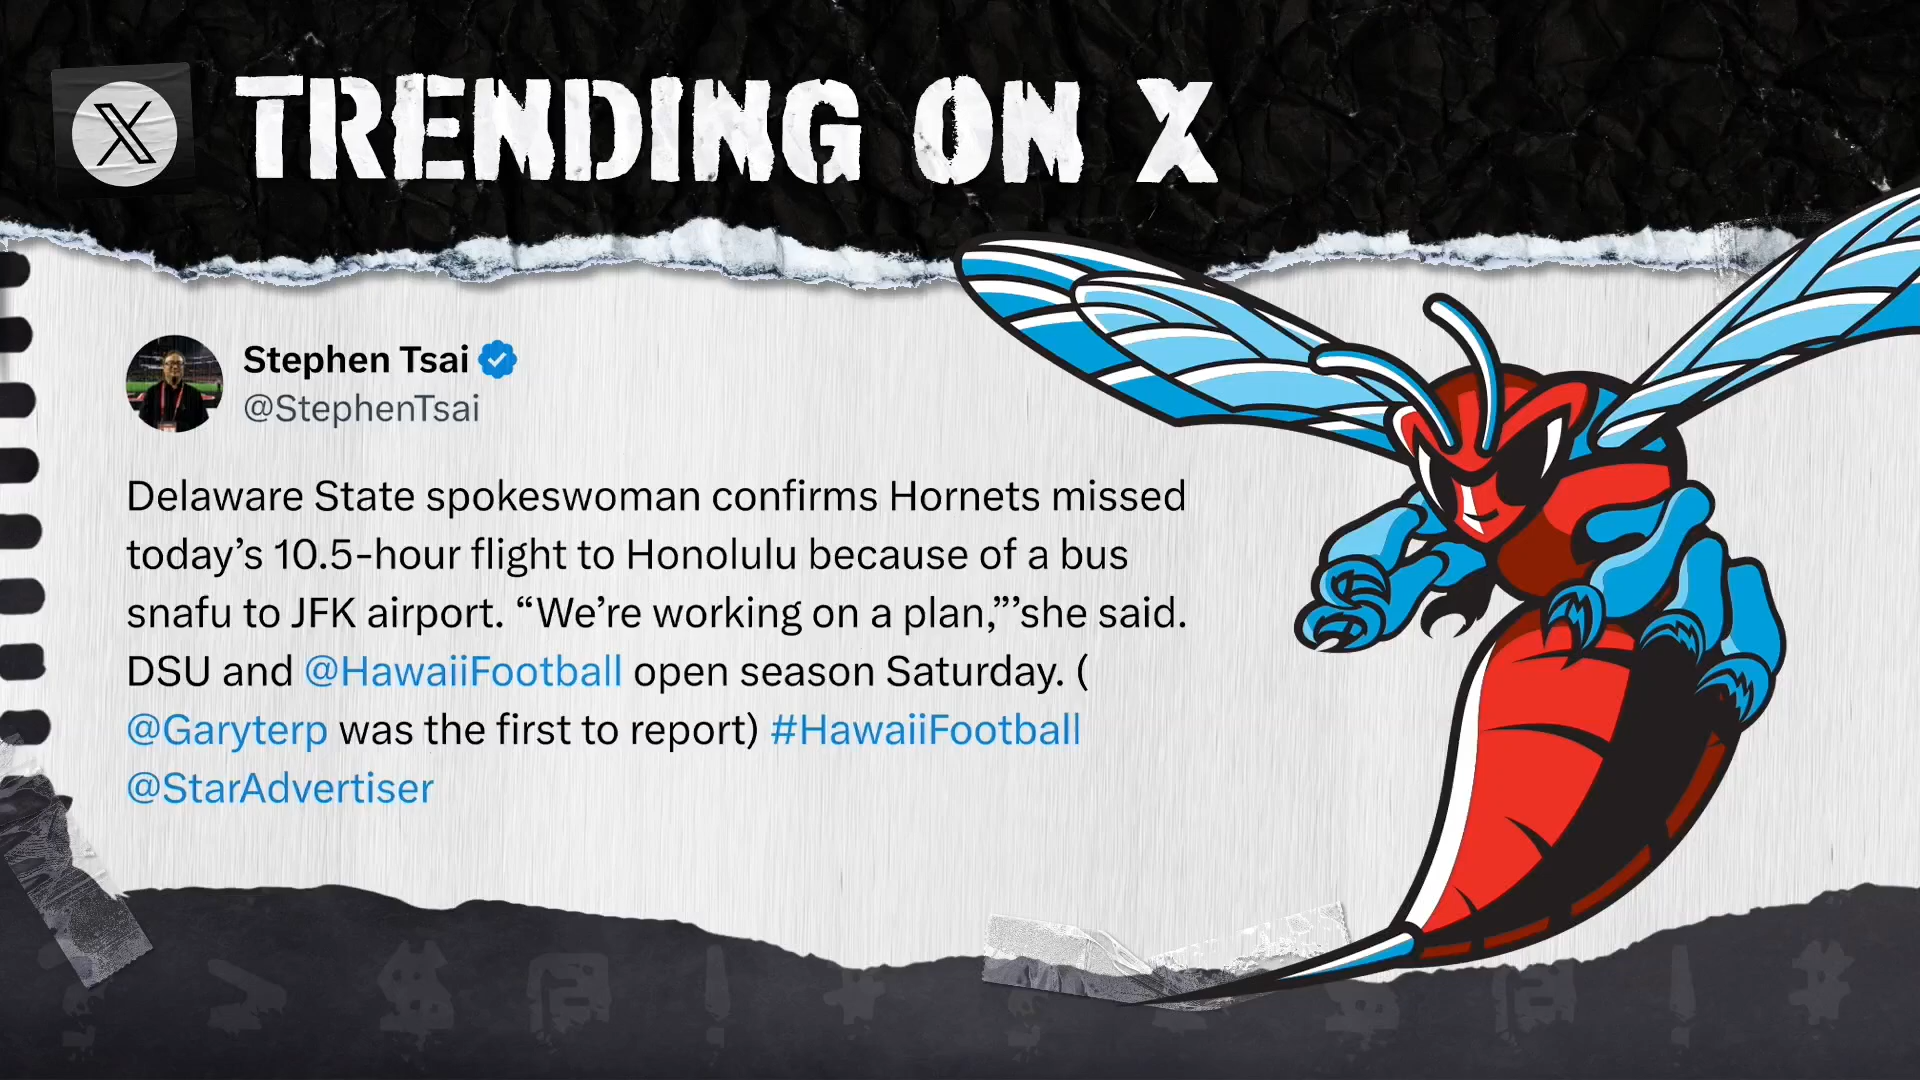 TRENDING ON X
Stephen Tsai
@StephenTsai
Delaware State spokeswoman confirms Hornets missed
today’s 10.5-hour flight to Honolulu because of a bus
snafu to JFK airport. “We’re working on a plan,”’she said.
DSU and @HawaiiFootball open season Saturday. (
@Garyterp was the first to report) #HawaiiFootball
@StarAdvertiser